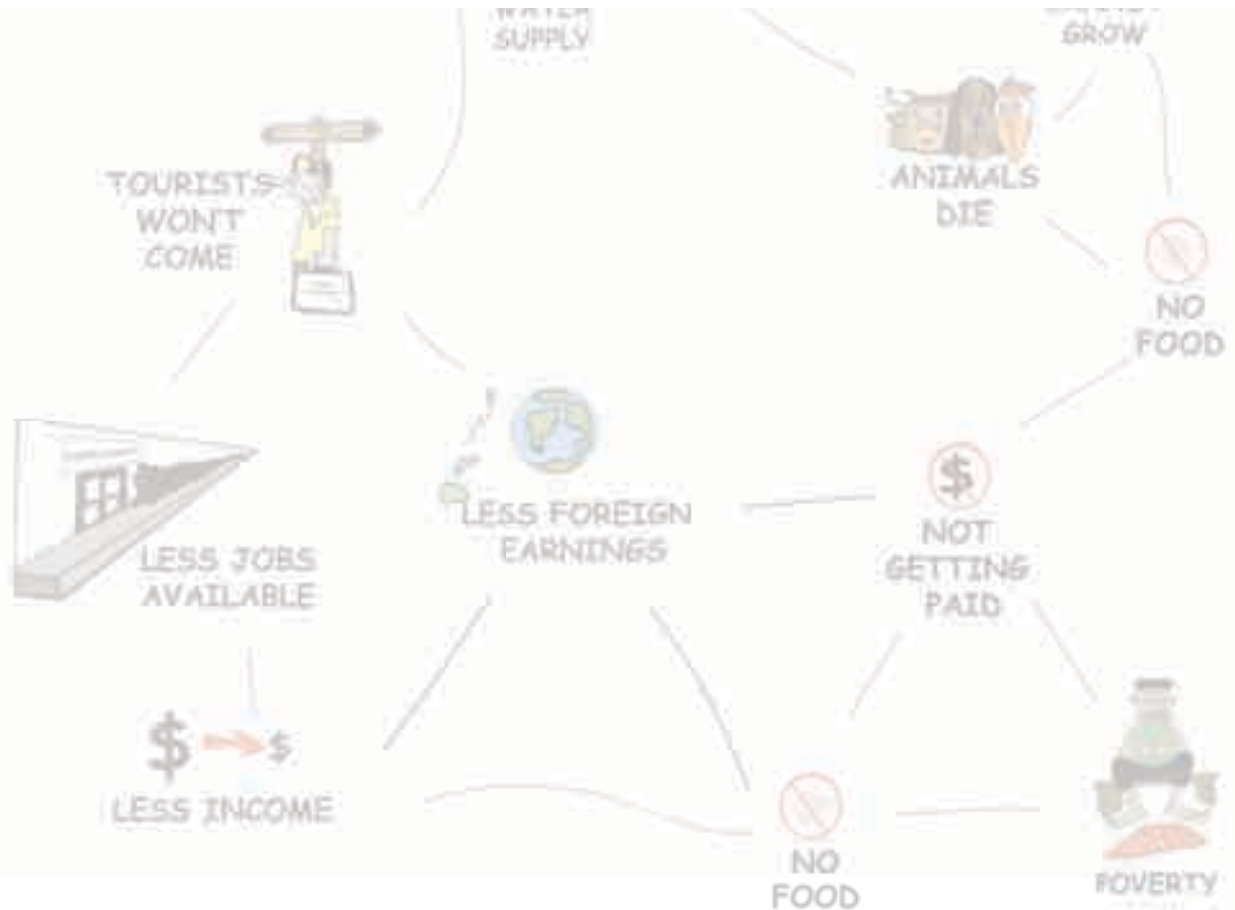 SUPPLY
GROW
TOURISTS
WON'T
COME
ANIMALS
DIE
NO
FOOD
LESS FOREIGN
EARNINGS
$
NOT
GETTING
PAID
LESS JOBS
AVAILABLE
$ $
LESS INCOME
NO
FOOD
POVERTY